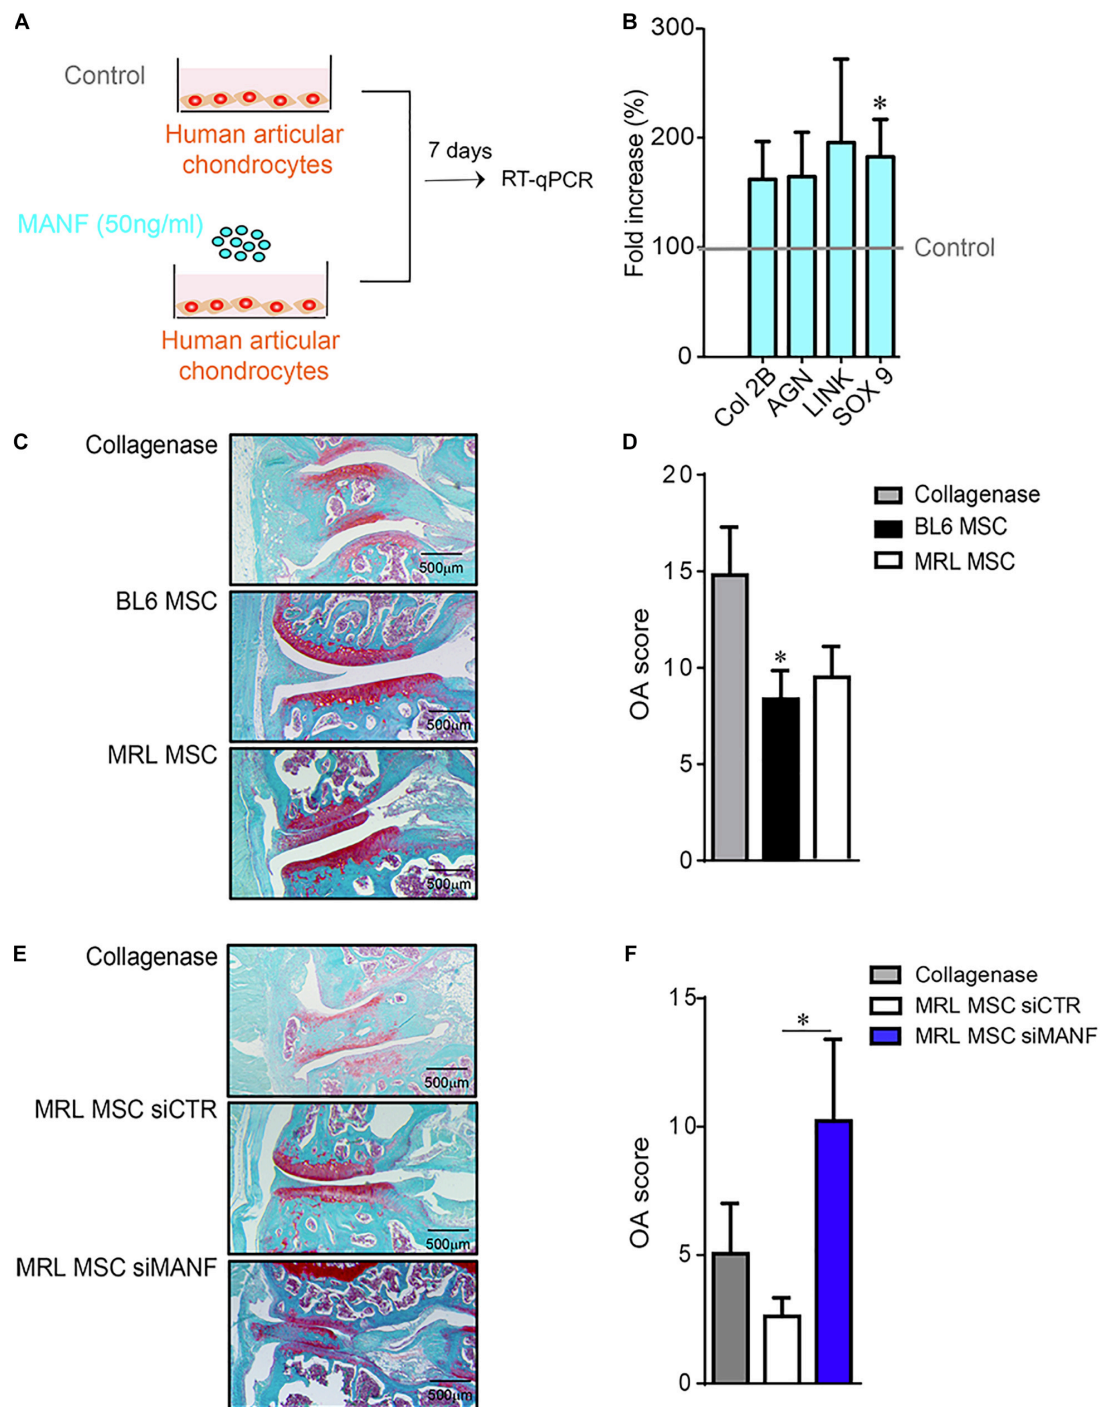 A
Control
Human articular
chondrocytes
7 days
RT-qPCR
MANF (50ng/ml)
Human articular
chondrocytes
B
Fold increase (%)
300
200
100
0
*
Control
Col 2B
AGN
LINK
SOX 9
C
Collagenase
500µm
BL6 MSC
500µm
MRL MSC
500µm
D
OA score
20
15
10
5
0
*
Collagenase
BL6 MSC
MRL MSC
E
Collagenase
500µm
MRL MSC siCTR
500µm
MRL MSC siMANF
500µm
F
OA score
15
10
5
0
*
Collagenase
MRL MSC siCTR
MRL MSC siMANF